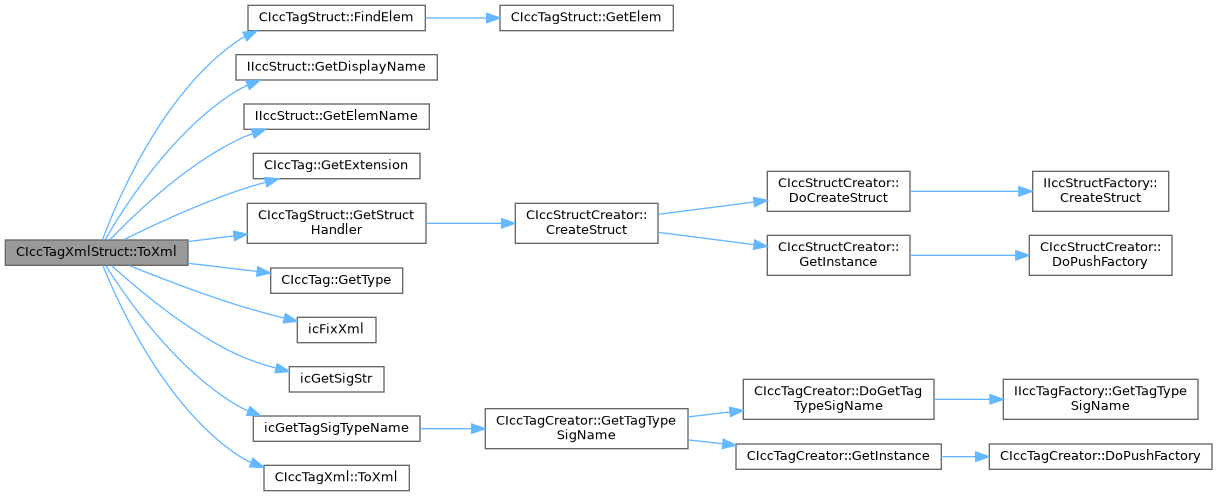 CIccTagStruct::FindElem
CIccTagStruct::GetElem
IIccStruct::GetDisplayName
IIccStruct::GetElemName
CIccTag::GetExtension
CIccTagStruct::GetStruct
Handler
CIccStructCreator::
CreateStruct
CIccStructCreator::
DoCreateStruct
IIccStructFactory::
CreateStruct
CIccStructCreator::
GetInstance
CIccStructCreator::
DoPushFactory
CIccTagXmlStruct::ToXml
CIccTag::GetType
icFixXml
icGetSigStr
icGetTagSigTypeName
CIccTagCreator::GetTagType
SigName
CIccTagCreator::DoGetTag
TypeSigName
IIccTagFactory::GetTagType
SigName
CIccTagCreator::GetInstance
CIccTagCreator::DoPushFactory
CIccTagXml::ToXml